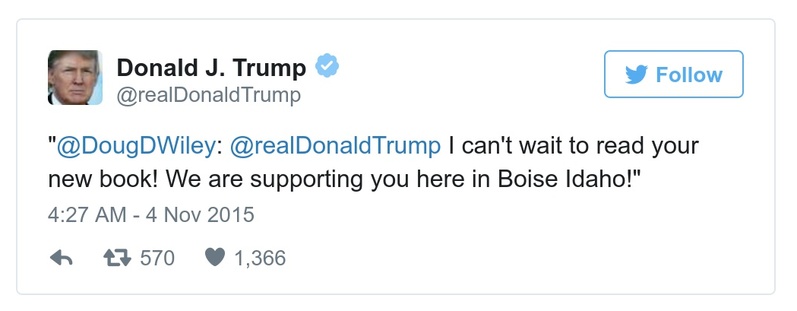 Donald J. Trump
@realDonaldTrump
Follow
"@DougDWiley: @realDonaldTrump I can't wait to read your
new book! We are supporting you here in Boise Idaho!"
4:27 AM - 4 Nov 2015
570 1,366